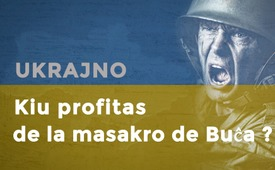 UKRAJNO
Kiu profitas
de la masakro de Buĉa ?